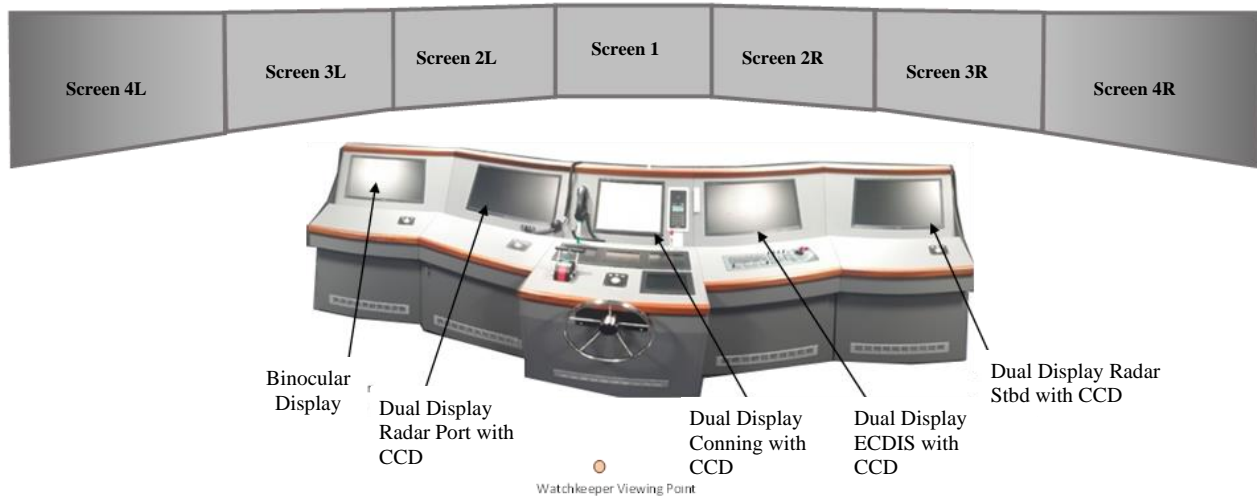 Screen 4L
Screen 3L
Screen 2L
Screen 1
Screen 2R
Screen 3R
Screen 4R
Binocular
Display
Dual Display
Radar Port with
CCD
Dual Display
Conning with
CCD
Dual Display
ECDIS with
CCD
Dual Display Radar
Stbd with CCD
Watchkeeper Viewing Point